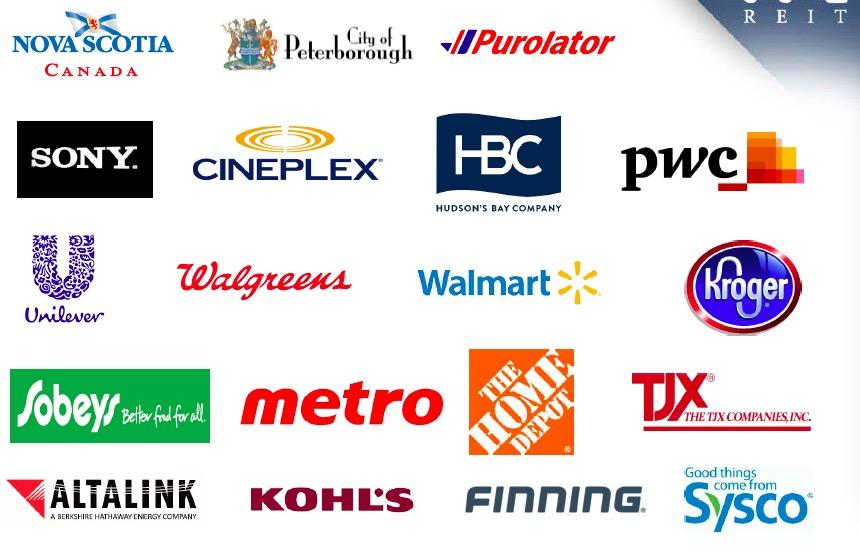 REIT
NOVA SCOTIA
CANADA
City of
Peterborough
Purolator
SONY.
CINEPLEX
HBC
HUDSON'S BAY COMPANY
pwc
U
Unilever
Walgreens
Walmart
Kroger
Sobeys Better food for all.
metro
THE
HOME
DEPOT
TJX
THE TJX COMPANIES, INC.
ALTALINK
A BERKSHIRE HATHAWAY ENERGY COMPANY
KOHL'S
FINNING.
Good things
come from
Sysco